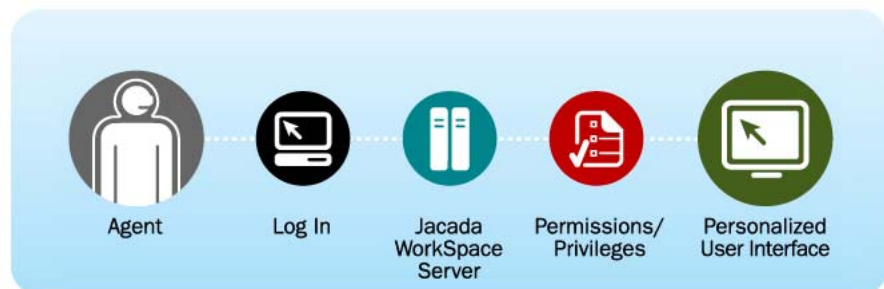 Agent
Log In
Jacada
WorkSpace
Server
Permissions/
Privileges
Personalized
User Interface